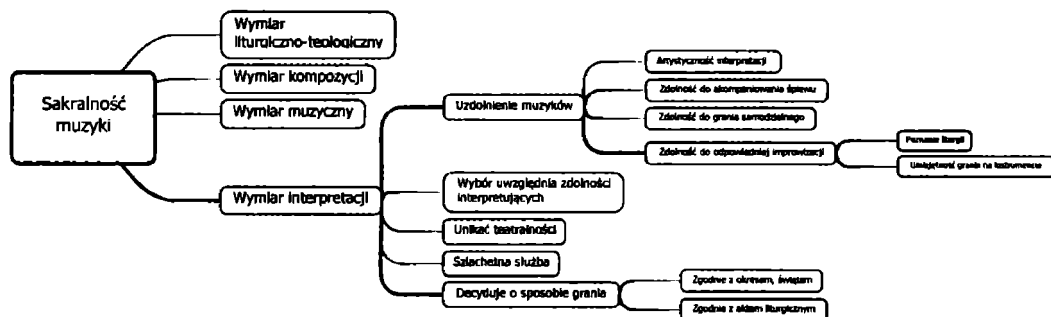 Sakralność
muzyki
Wymiar
liturgiczno-teologiczny
Wymiar kompozycji
Wymiar muzyczny
Wymiar interpretacji
Uzdolnienie muzyków
Artystyczność interpretacji
Zdolność do akompaniowania śpiewu
Zdolność do grania samodzielnego
Zdolność do odpowiedniej improwizacji
liturgii
Umiejętność grania na instrumencie
Wybór uwzględnia zdolności
interpretujących
Unikać teatralności
Szlachetna służba
Decyduje o sposobie grania
Zgodnie z okresem, świętem
Zgodnie z aktem liturgicznym